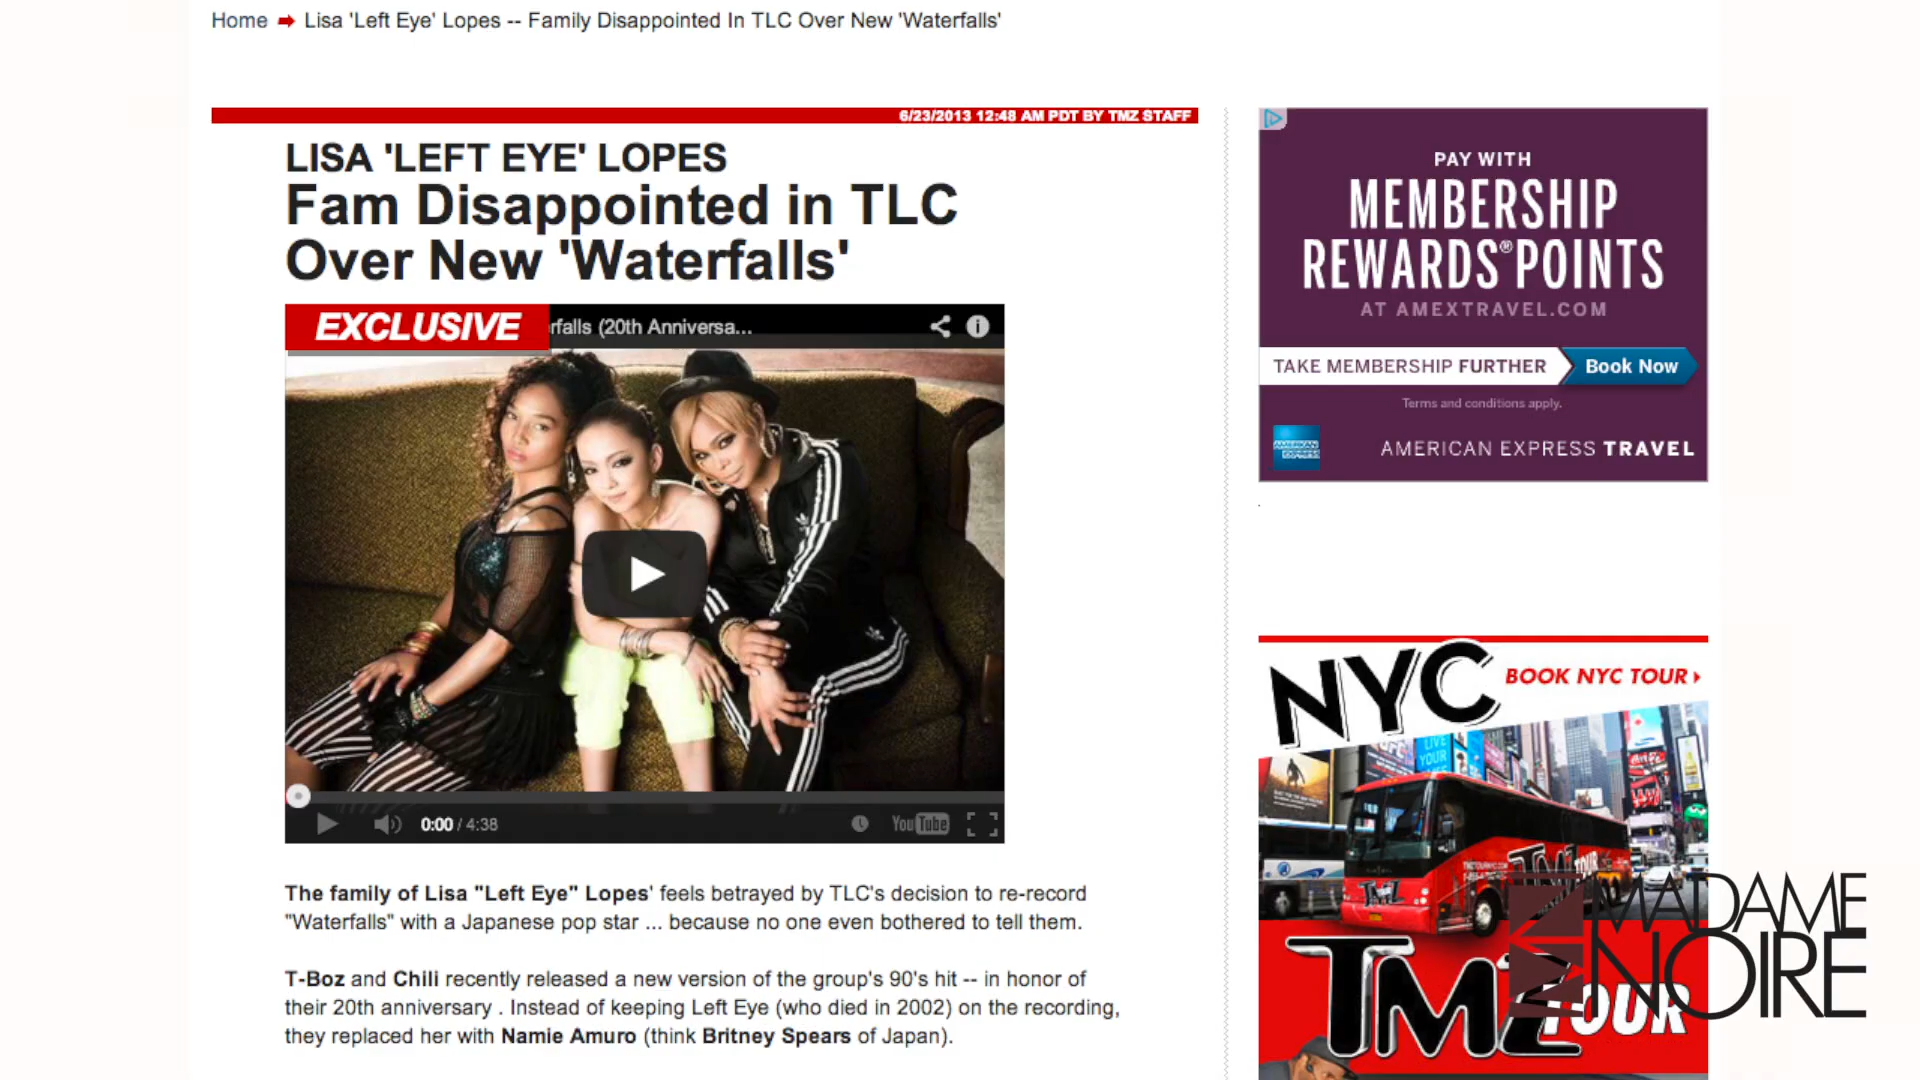 Home Lisa 'Left Eye' Lopes -- Family Disappointed In TLC Over New 'Waterfalls'
6/23/2013 12:48 AM PDT BY TMZ STAFF
LISA 'LEFT EYE' LOPES
Fam Disappointed in TLC
Over New 'Waterfalls'
EXCLUSIVE
rfalls (20th Anniversa...
0:00 / 4:38
YouTube
The family of Lisa "Left Eye" Lopes' feels betrayed by TLC's decision to re-record
"Waterfalls" with a Japanese pop star ... because no one even bothered to tell them.
T-Boz and Chili recently released a new version of the group's 90's hit -- in honor of
their 20th anniversary . Instead of keeping Left Eye (who died in 2002) on the recording,
they replaced her with Namie Amuro (think Britney Spears of Japan).
PAY WITH
MEMBERSHIP
REWARDS® POINTS
AT AMEXTRAVEL.COM
TAKE MEMBERSHIP FURTHER
Book Now
Terms and conditions apply.
AMERICAN EXPRESS
AMERICAN EXPRESS TRAVEL
NYC
BOOK NYC TOUR
LIVE
YOUR
TMZ TOUR
TMZ
TMZ
TOUR
MADAME
NOIRE